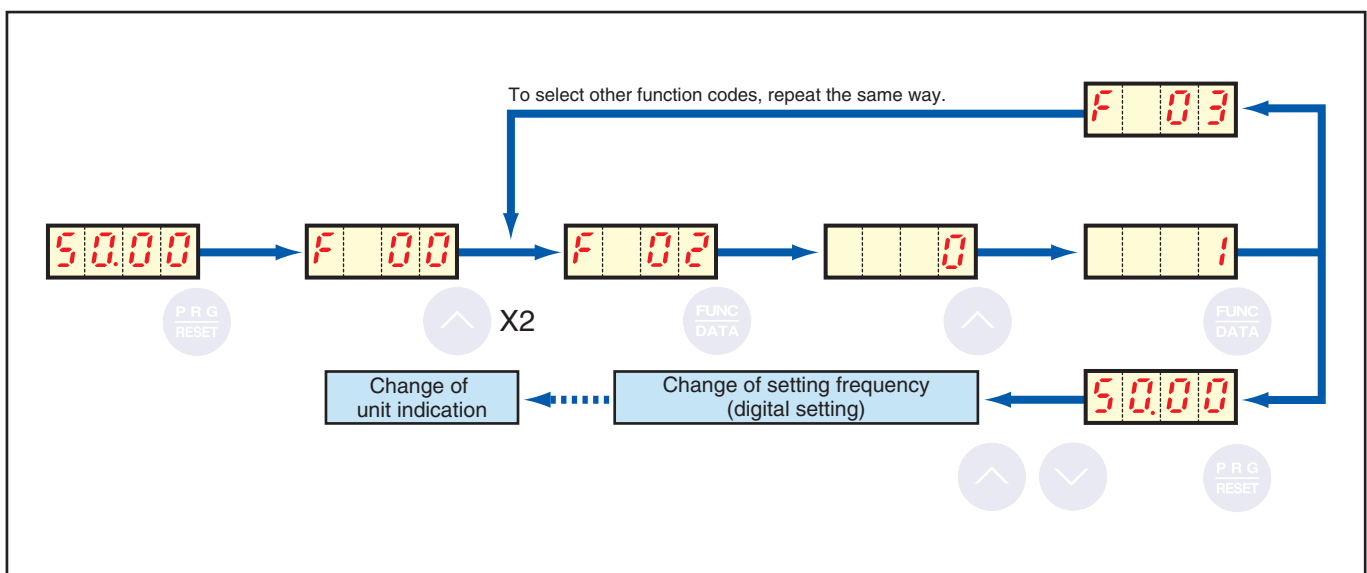 To select other function codes, repeat the same way.
F 03
50.00
F 00
F 02
0
1
PRG
RESET
X2
FUNC
DATA
FUNC
DATA
Change of
unit indication
Change of setting frequency
(digital setting)
50.00
PRG
RESET